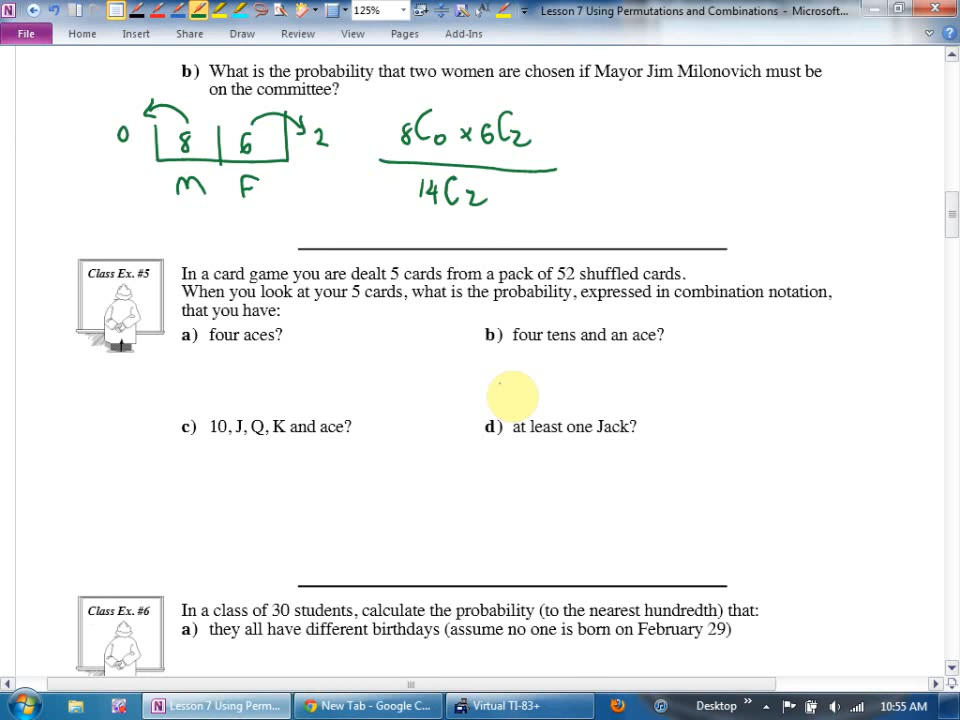 125%
Lesson 7 Using Permutations and Combinations - Microsoft...
File Home Insert Share Draw Review View Pages Add-Ins
b) What is the probability that two women are chosen if Mayor Jim Milonovich must be
on the committee?
0 8 6 2
M F
8C0 × 6C2
14C2
Class Ex. #5
In a card game you are dealt 5 cards from a pack of 52 shuffled cards.
When you look at your 5 cards, what is the probability, expressed in combination notation,
that you have:
a) four aces?
b) four tens and an ace?
c) 10, J, Q, K and ace?
d) at least one Jack?
Class Ex. #6
In a class of 30 students, calculate the probability (to the nearest hundredth) that:
a) they all have different birthdays (assume no one is born on February 29)
Lesson 7 Using Perm... New Tab - Google C... Virtual TI-83+ Desktop » 10:55 AM